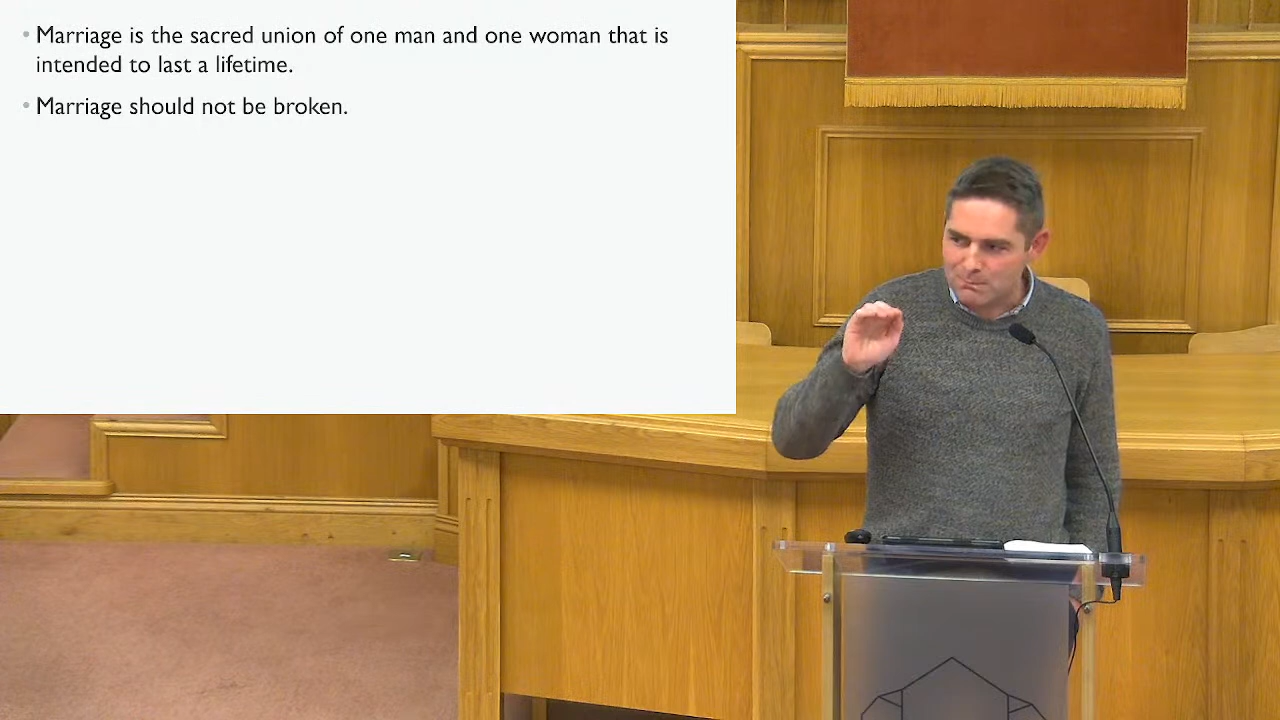 • Marriage is the sacred union of one man and one woman that is
intended to last a lifetime.
• Marriage should not be broken.